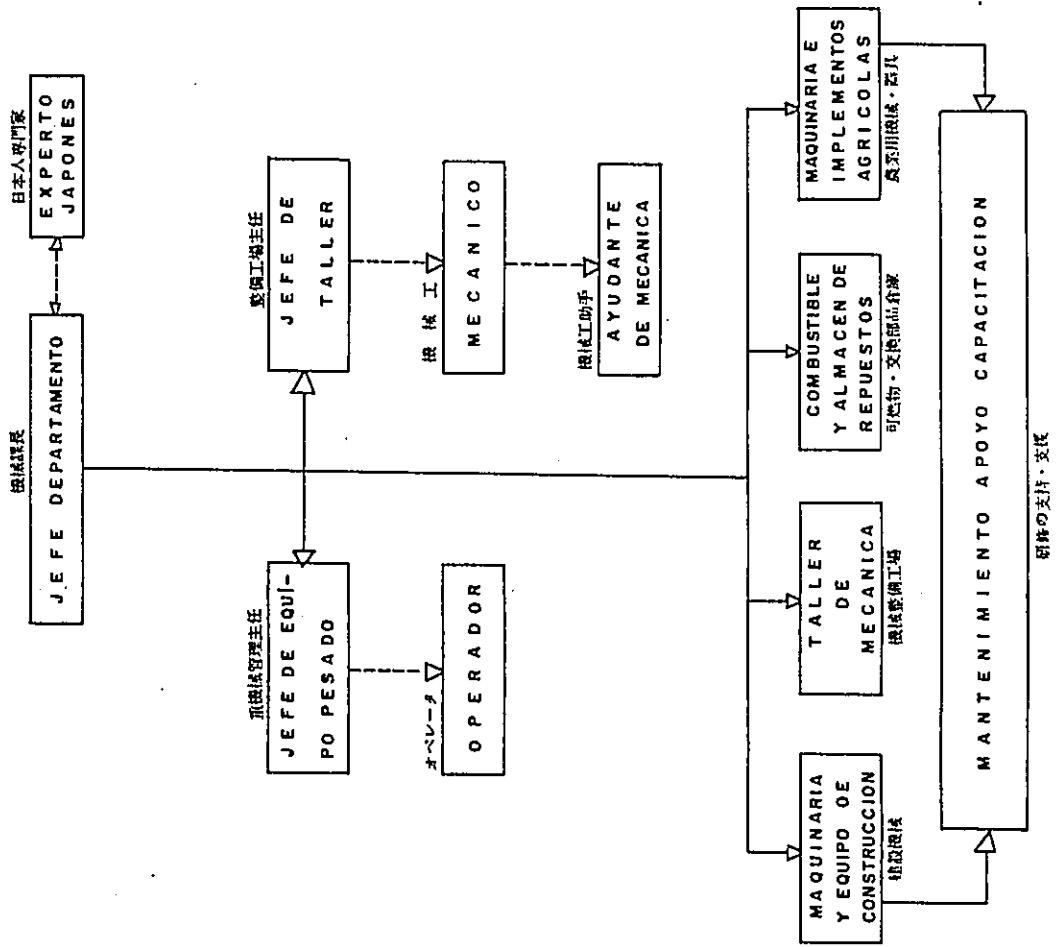 機械課長
JEFE DEPARTAMENTO
日本人専門家
EXPERTO
JAPONES
重機械管理主任
JEFE DE EQUÍ-
PO PESADO
整備工場主任
JEFE DE
TALLER
オペレータ
OPERADOR
機械工
MECANICO
機械工助手
AYUDANTE
DE MECANICA
MAQUINARIA
Y EQUIPO DE
CONSTRUCCION
建設機械
TALLER
DE
MECANICA
機械整備工場
COMBUSTIBLE
Y ALMACEN DE
REPUESTOS
可燃物・交換部品倉庫
MAQUINARIA E
IMPLEMENTOS
AGRICOLAS
農業用機械・器具
MANTENIMIENTO APOYO CAPACITACION
研修の支持・支援